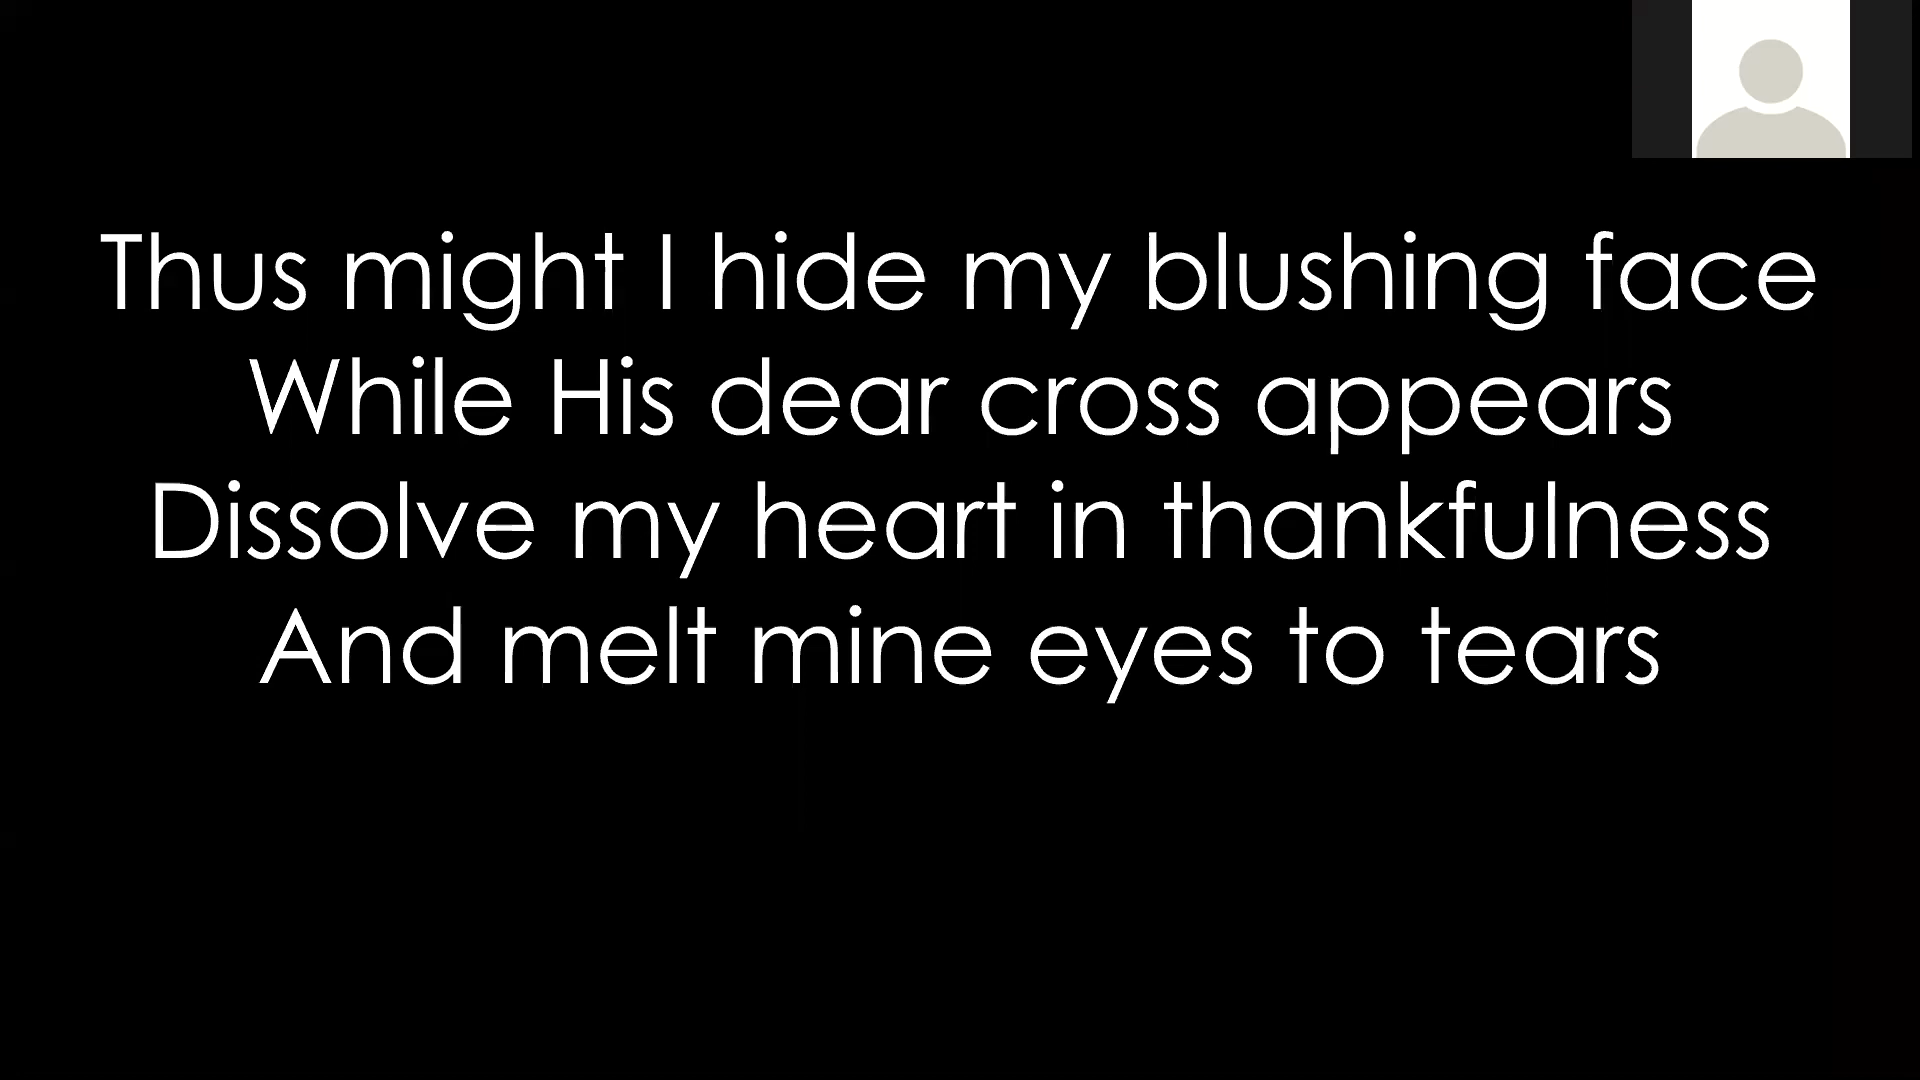 Thus might I hide my blushing face
While His dear cross appears
Dissolve my heart in thankfulness
And melt mine eyes to tears